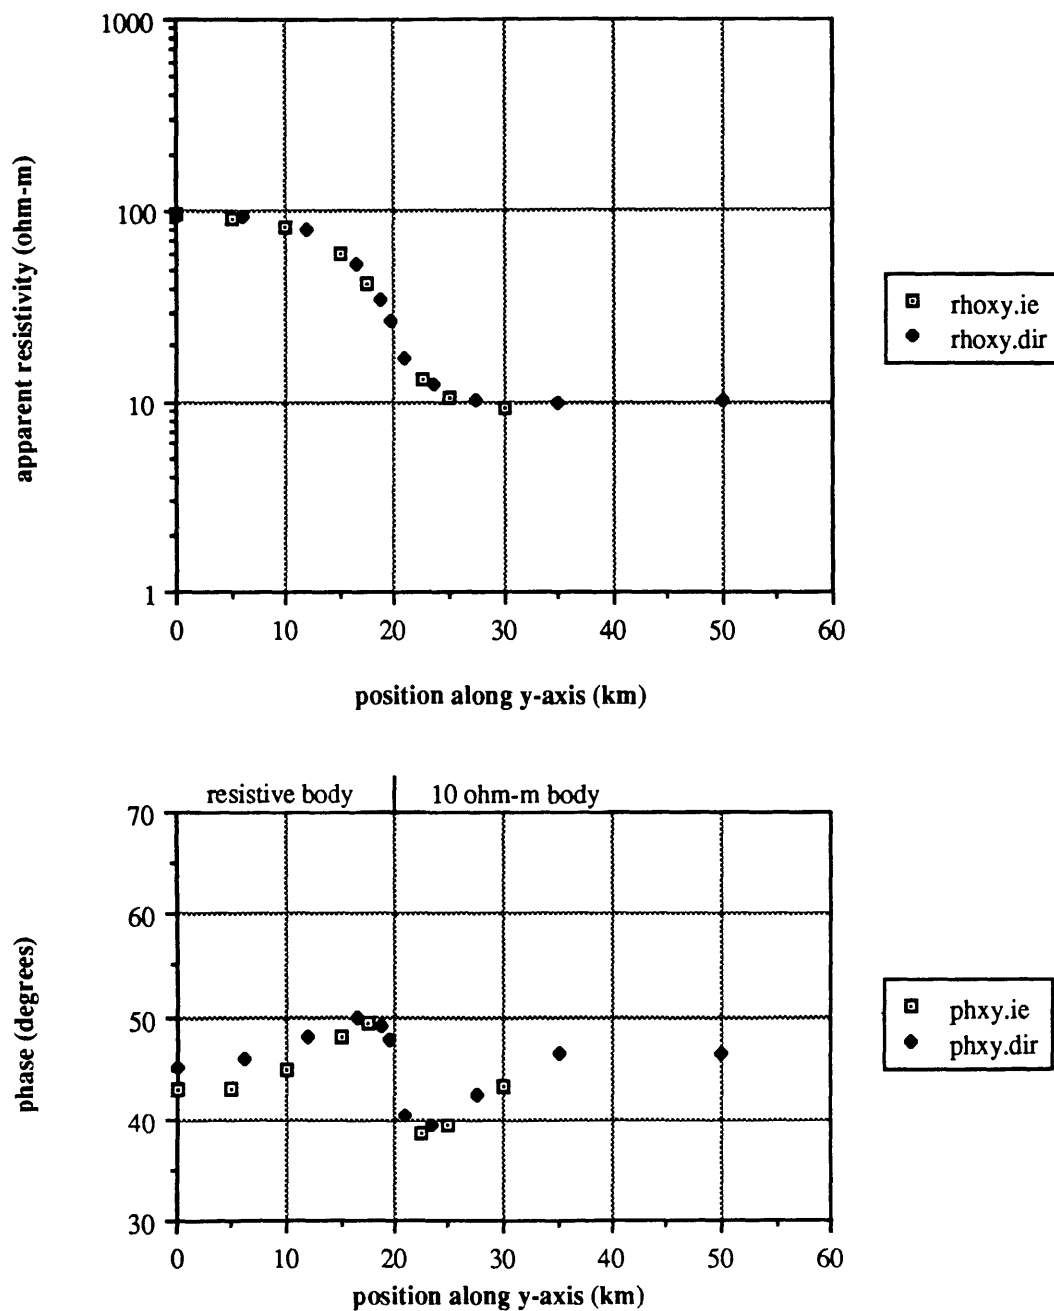 1000
100
10
1
apparent resistivity (ohm-m)
0 10 20 30 40 50 60
position along y-axis (km)
rhoxy.ie
rhoxy.dir
resistive body 10 ohm-m body
70
60
50
40
30
phase (degrees)
0 10 20 30 40 50 60
position along y-axis (km)
phxy.ie
phxy.dir